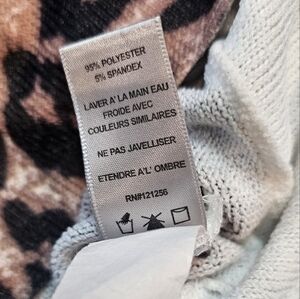 95% POLYESTER
5% SPANDEX
LAVER A' LA MAIN EAU
FROIDE AVEC
COULEURS SIMILAIRES
NE PAS JAVELLISER
ETENDRE A'L' OMBRE
RN#121256